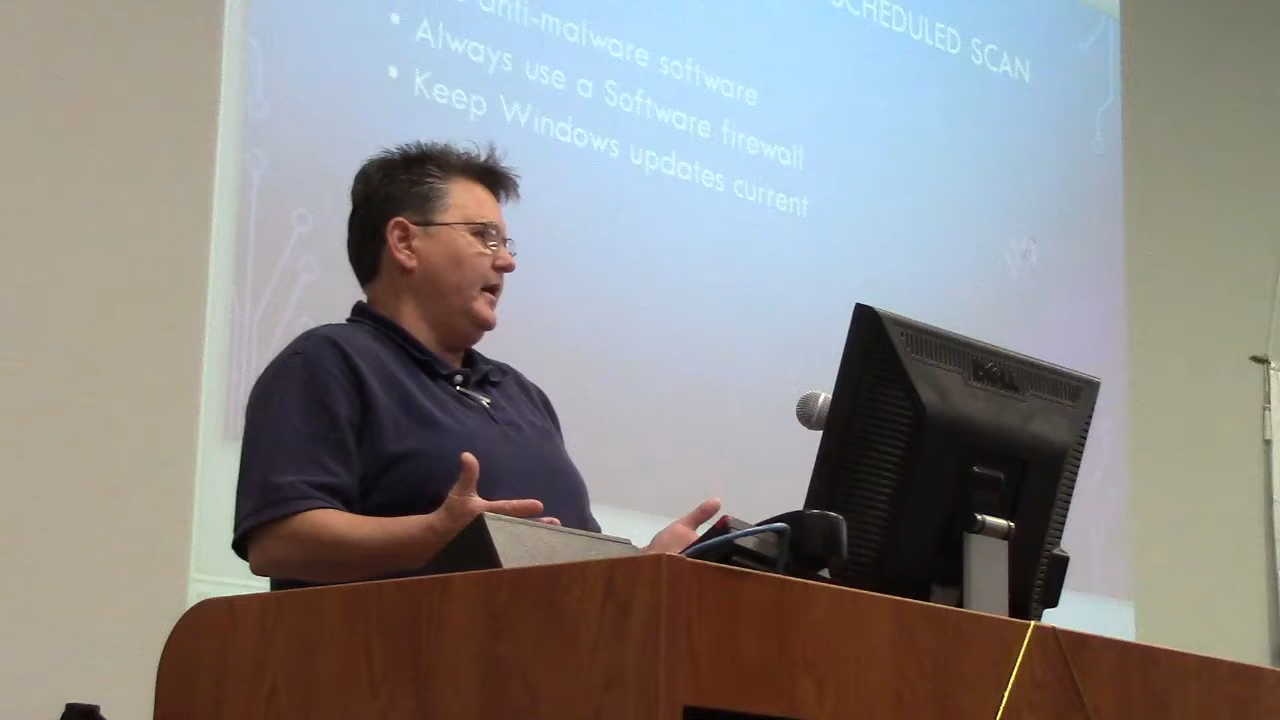 SCHEDULED SCAN
anti-malware software
• Always use a Software firewall
• Keep Windows updates current
DELL